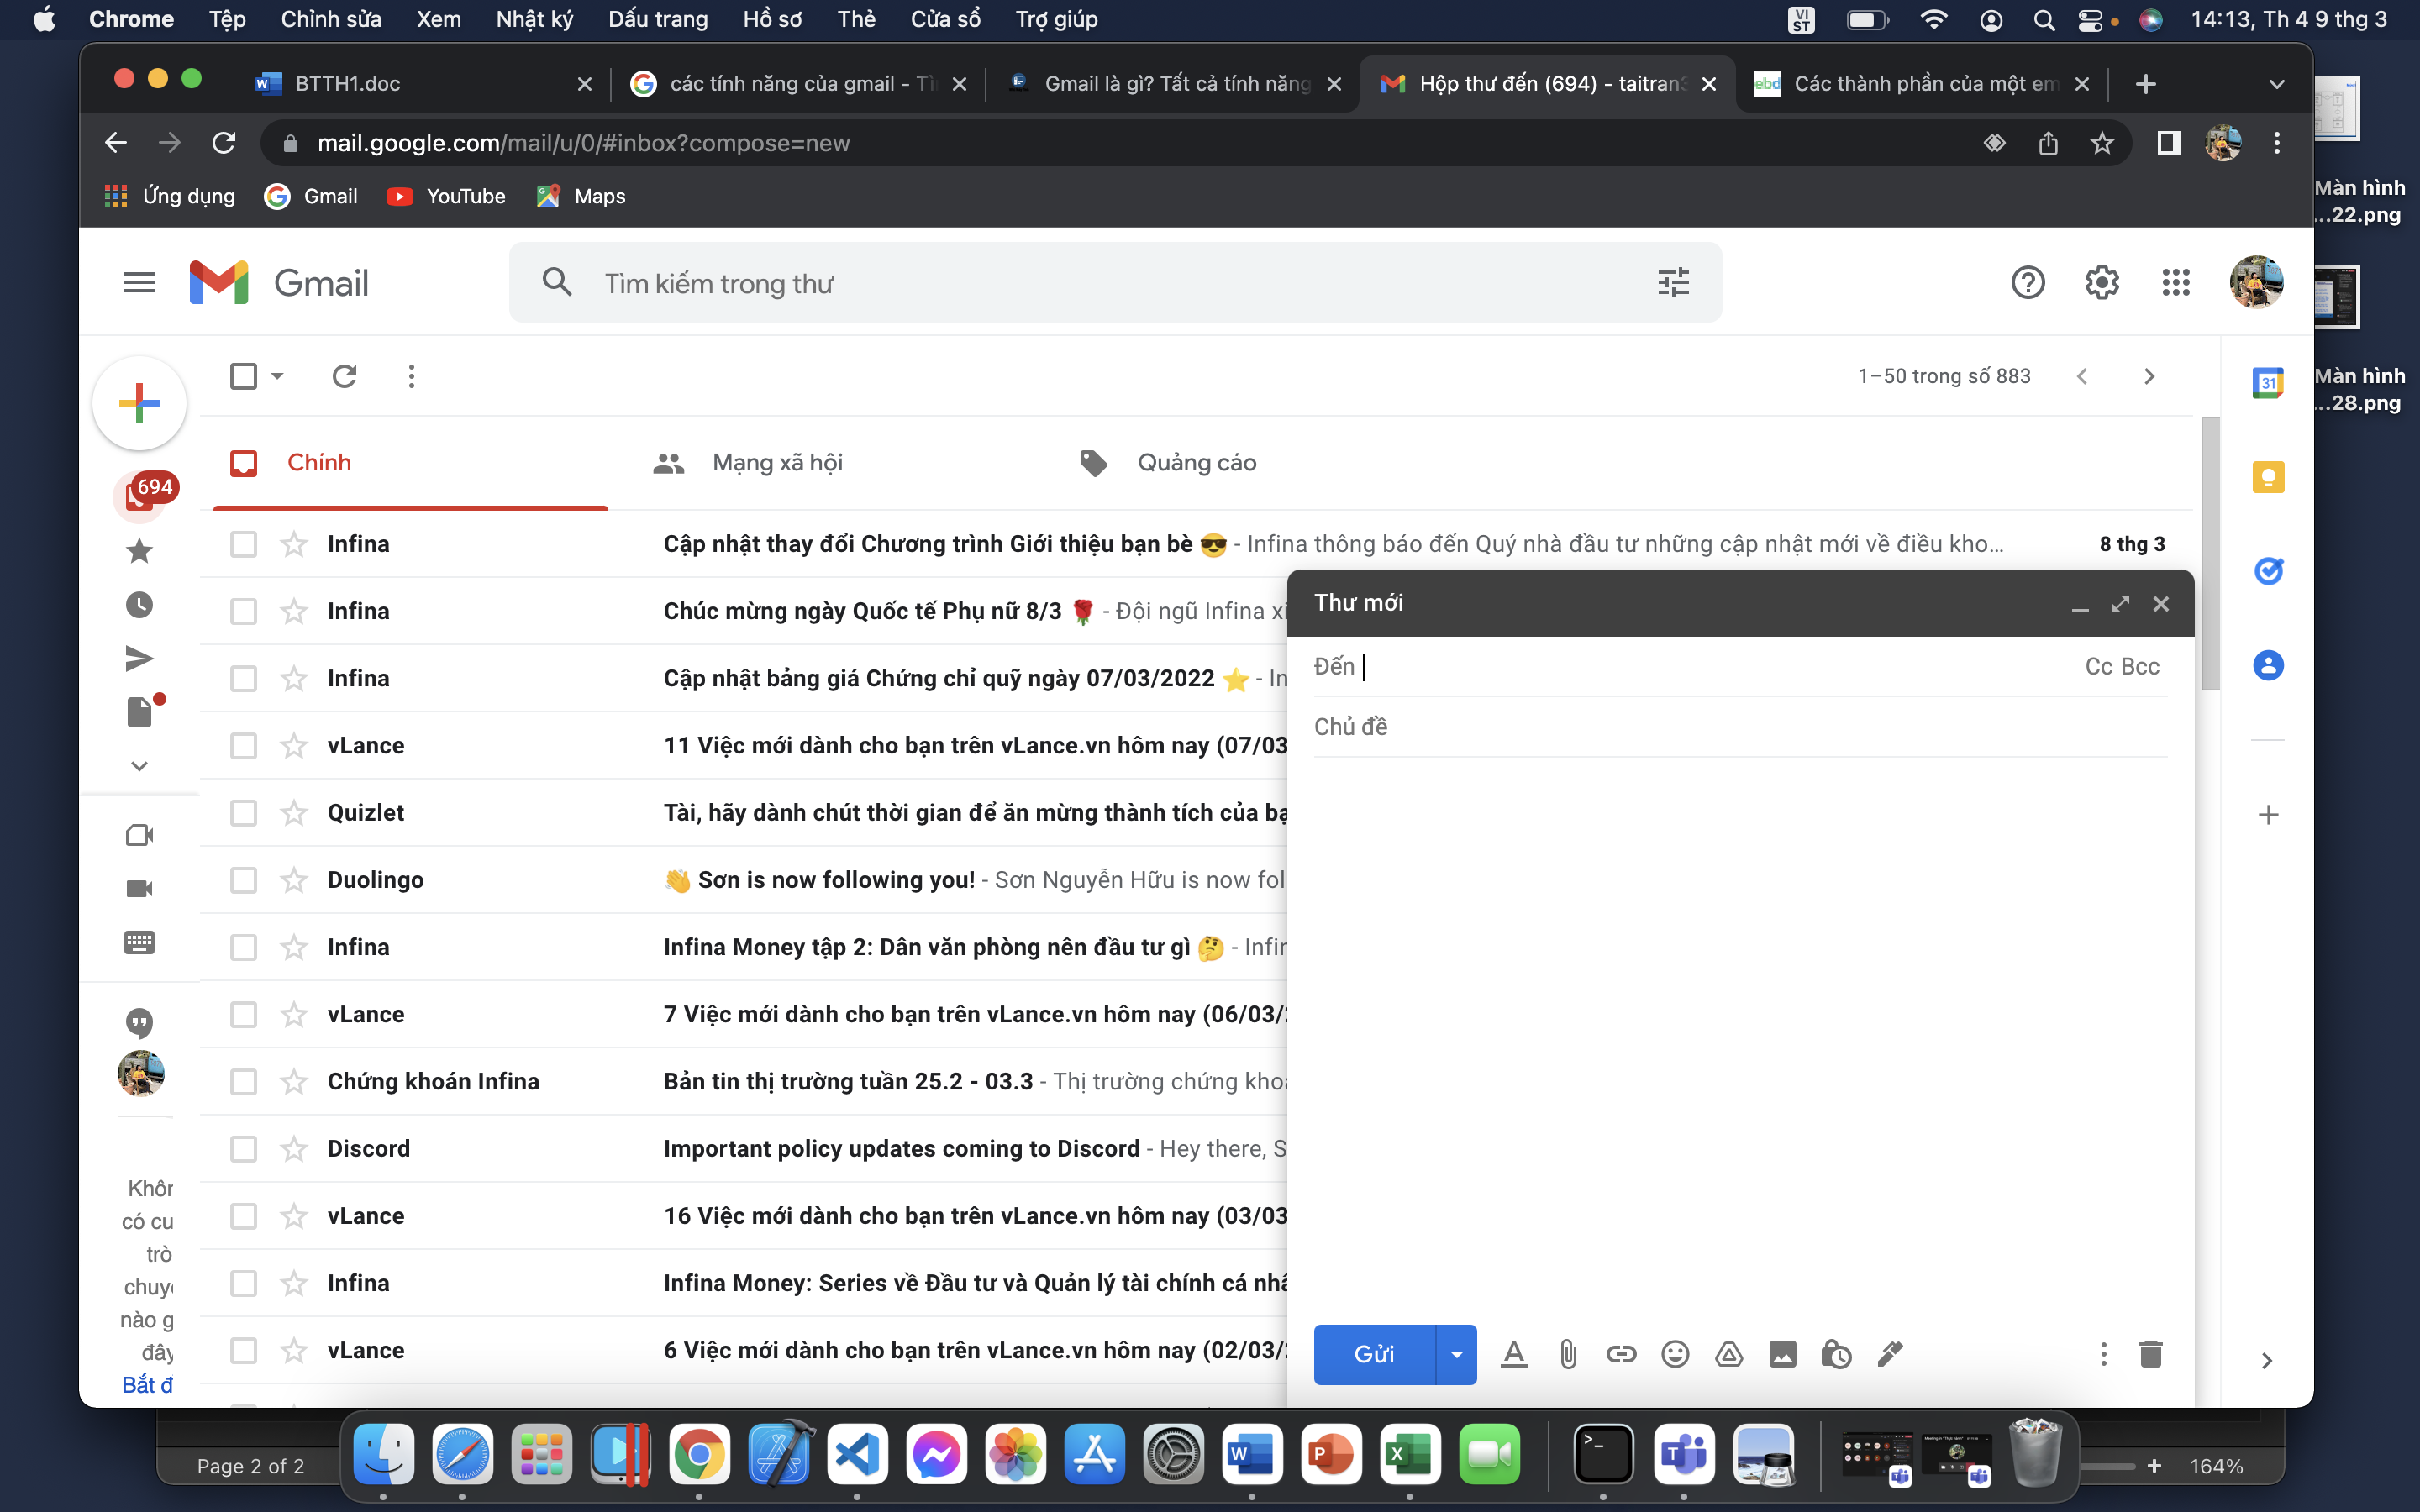 Chrome Tệp Chỉnh sửa Xem Nhật ký Dấu trang Hồ sơ Thẻ Cửa sổ Trợ giúp VI ST 14:13, Th 4 9 thg 3
BTTH1.doc các tính năng của gmail - Tì Gmail là gì? Tất cả tính năng Hộp thư đến (694) - taitran3 ebd Các thành phần của một em
mail.google.com/mail/u/0/#inbox?compose=new
Ứng dụng Gmail YouTube Maps
Màn hình
...22.png
Gmail Tìm kiếm trong thư
1–50 trong số 883
31
Màn hình
...28.png
Chính Mạng xã hội Quảng cáo
694
Infina Cập nhật thay đổi Chương trình Giới thiệu bạn bè 😎 - Infina thông báo đến Quý nhà đầu tư những cập nhật mới về điều kho... 8 thg 3
Infina Chúc mừng ngày Quốc tế Phụ nữ 8/3 🌹 - Đội ngũ Infina xi
Infina Cập nhật bảng giá Chứng chỉ quỹ ngày 07/03/2022 ⭐ - In
vLance 11 Việc mới dành cho bạn trên vLance.vn hôm nay (07/03
Quizlet Tài, hãy dành chút thời gian để ăn mừng thành tích của bạ
Duolingo 👋 Sơn is now following you! - Sơn Nguyễn Hữu is now fol
Infina Infina Money tập 2: Dân văn phòng nên đầu tư gì 🤔 - Infin
vLance 7 Việc mới dành cho bạn trên vLance.vn hôm nay (06/03/
Chứng khoán Infina Bản tin thị trường tuần 25.2 - 03.3 - Thị trường chứng khoá
Discord Important policy updates coming to Discord - Hey there, S
vLance 16 Việc mới dành cho bạn trên vLance.vn hôm nay (03/03
Infina Infina Money: Series về Đầu tư và Quản lý tài chính cá nhâ
vLance 6 Việc mới dành cho bạn trên vLance.vn hôm nay (02/03/
Khôn
có cu
trò
chuyệ
nào g
đây
Bắt đ
Thư mới
Đến Cc Bcc
Chủ đề
Gửi
Page 2 of 2 164%